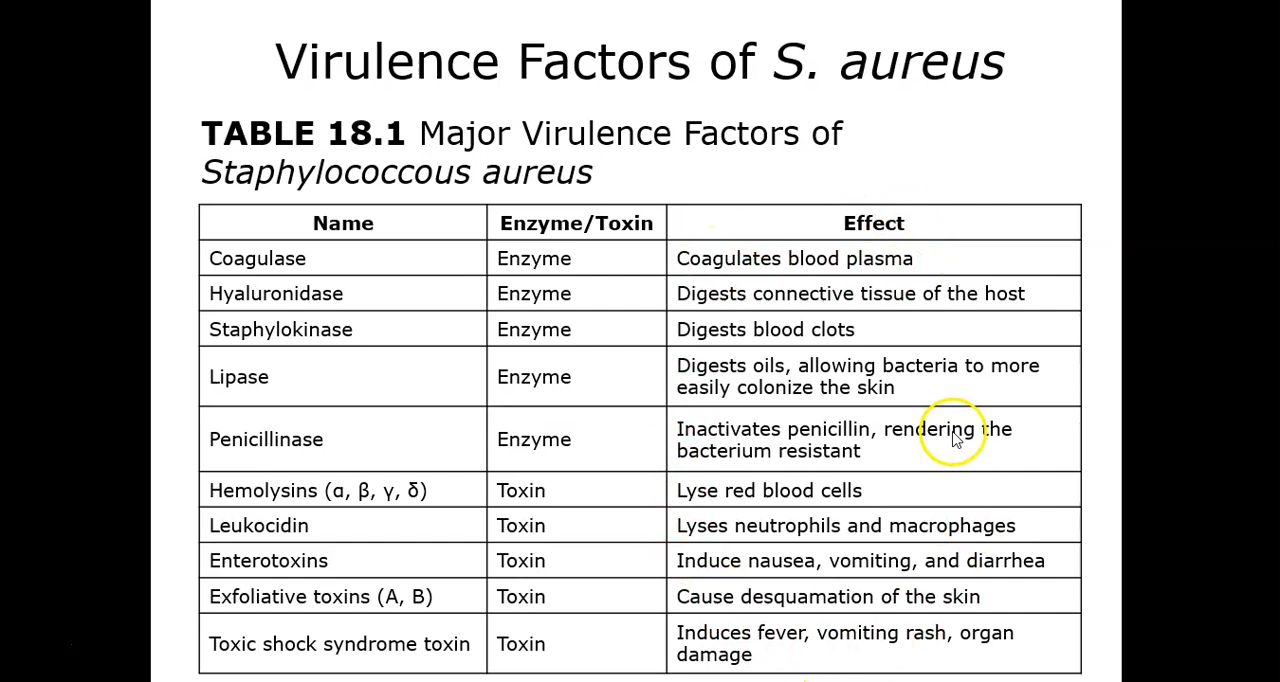 Virulence Factors of S. aureus
TABLE 18.1 Major Virulence Factors of
Staphylococcous aureus
Name Enzyme/Toxin Effect
Coagulase Enzyme Coagulates blood plasma
Hyaluronidase Enzyme Digests connective tissue of the host
Staphylokinase Enzyme Digests blood clots
Lipase Enzyme Digests oils, allowing bacteria to more
easily colonize the skin
Penicillinase Enzyme Inactivates penicillin, rendering the
bacterium resistant
Hemolysins (α, β, γ, δ) Toxin Lyse red blood cells
Leukocidin Toxin Lyses neutrophils and macrophages
Enterotoxins Toxin Induce nausea, vomiting, and diarrhea
Exfoliative toxins (A, B) Toxin Cause desquamation of the skin
Toxic shock syndrome toxin Toxin Induces fever, vomiting rash, organ
damage